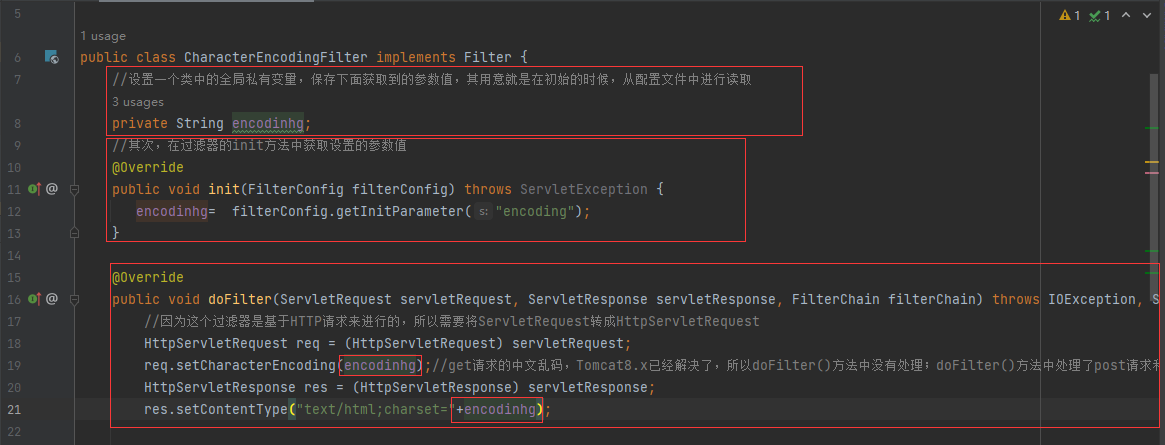 5
1 1
1 usage
6 public class CharacterEncodingFilter implements Filter {
7 //设置一个类中的全局私有变量，保存下面获取到的参数值，其用意就是在初始的时候，从配置文件中进行读取
3 usages
8 private String encodinhg;
9 //其次，在过滤器的init方法中获取设置的参数值
10 @Override
11 @ public void init(FilterConfig filterConfig) throws ServletException {
12 encodinhg=  filterConfig.getInitParameter( s: "encoding");
13 }
14
15 @Override
16 @ public void doFilter(ServletRequest servletRequest, ServletResponse servletResponse, FilterChain filterChain) throws IOException, S
17 //因为这个过滤器是基于HTTP请求来进行的，所以需要将ServletRequest转成HttpServletRequest
18 HttpServletRequest req = (HttpServletRequest) servletRequest;
19 req.setCharacterEncoding(encodinhg);//get请求的中文乱码，Tomcat8.x已经解决了，所以doFilter()方法中没有处理；doFilter()方法中处理了post请求和
20 HttpServletResponse res = (HttpServletResponse) servletResponse;
21 res.setContentType("text/html;charset="+encodinhg);
22